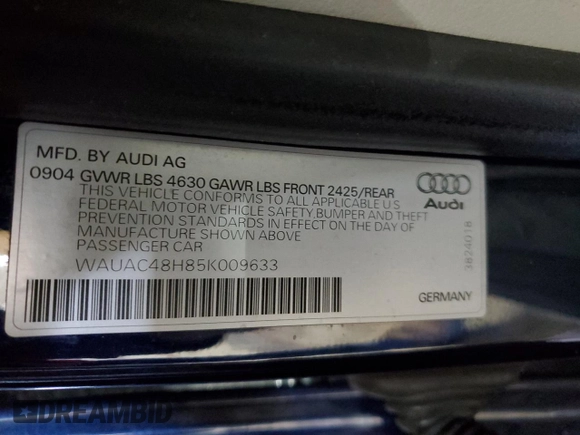 MFD. BY AUDI AG
0904 GVWR LBS 4630 GAWR LBS FRONT 2425/REAR
THIS VEHICLE CONFORMS TO ALL APPLICABLE U.S
FEDERAL MOTOR VEHICLE SAFETY, BUMPER AND THEFT
PREVENTION STANDARDS IN EFFECT ON THE DAY OF
MANUFACTURE SHOWN ABOVE
PASSENGER CAR
WAUAC48H85K009633
Audi
3824018
GERMANY
DREAMBID